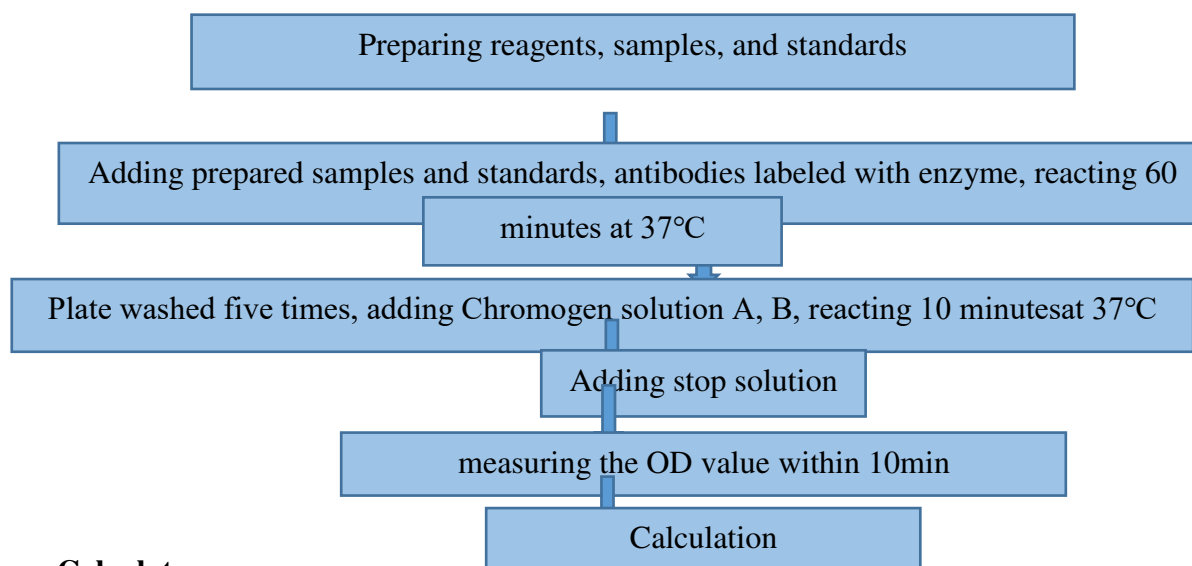 Preparing reagents, samples, and standards
Adding prepared samples and standards, antibodies labeled with enzyme, reacting 60
minutes at 37℃
Plate washed five times, adding Chromogen solution A, B, reacting 10 minutesat 37℃
Adding stop solution
measuring the OD value within 10min
Calculation